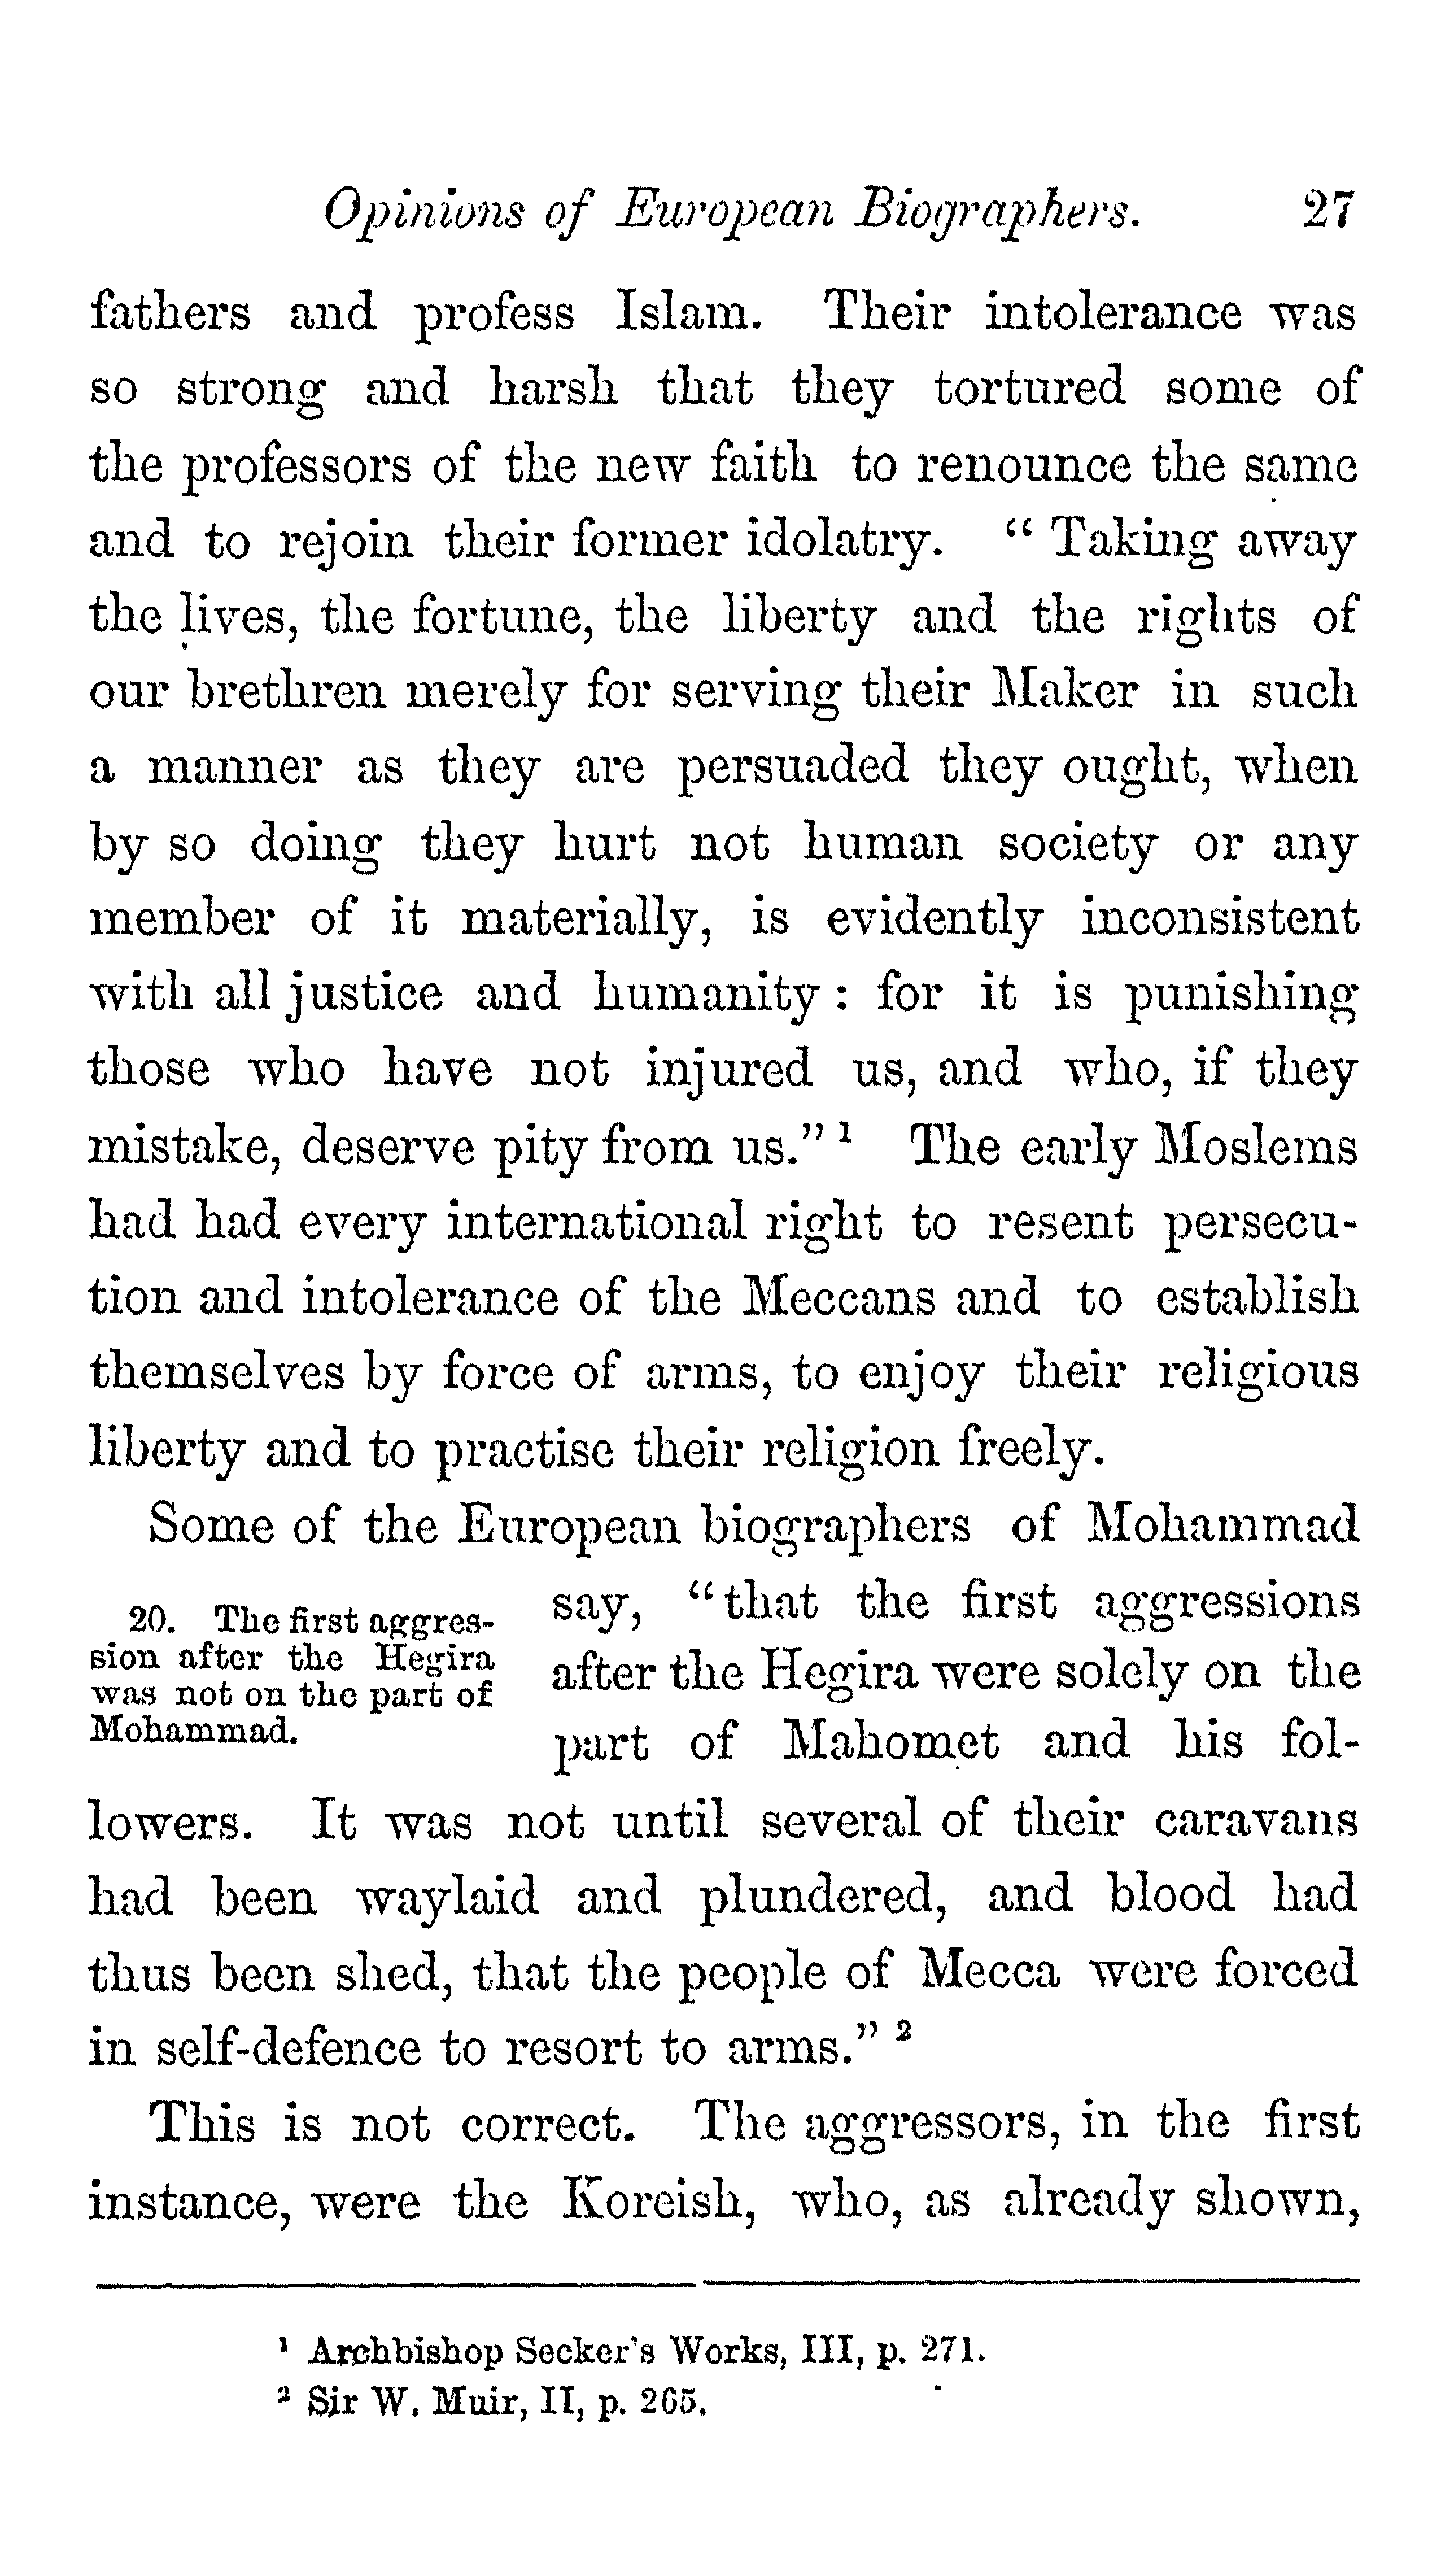 Opinions of European Biographers. 27
fathers and profess Islam. Their intolerance was
so strong and harsh that they tortured some of
the professors of the new faith to renounce the same
and to rejoin their former idolatry. “ Taking away
the lives, the fortune, the liberty and the rights of
our brethren merely for serving their Maker in such
a manner as they are persuaded they ought, when
by so doing they hurt not human society or any
member of it materially, is evidently inconsistent
with all justice and humanity : for it is punishing
those who have not injured us, and who, if they
mistake, deserve pity from us.” ¹ The early Moslems
had had every international right to resent persecu-
tion and intolerance of the Meccans and to establish
themselves by force of arms, to enjoy their religious
liberty and to practise their religion freely.
Some of the European biographers of Mohammad
20. The first aggres-
sion after the Hegira
was not on the part of
Mohammad.
say, “that the first aggressions
after the Hegira were solely on the
part of Mahomet and his fol-
lowers. It was not until several of their caravans
had been waylaid and plundered, and blood had
thus been shed, that the people of Mecca were forced
in self-defence to resort to arms.” ²
This is not correct. The aggressors, in the first
instance, were the Koreish, who, as already shown,
¹ Archbishop Secker's Works, III, p. 271.
² Sir W. Muir, II, p. 265.